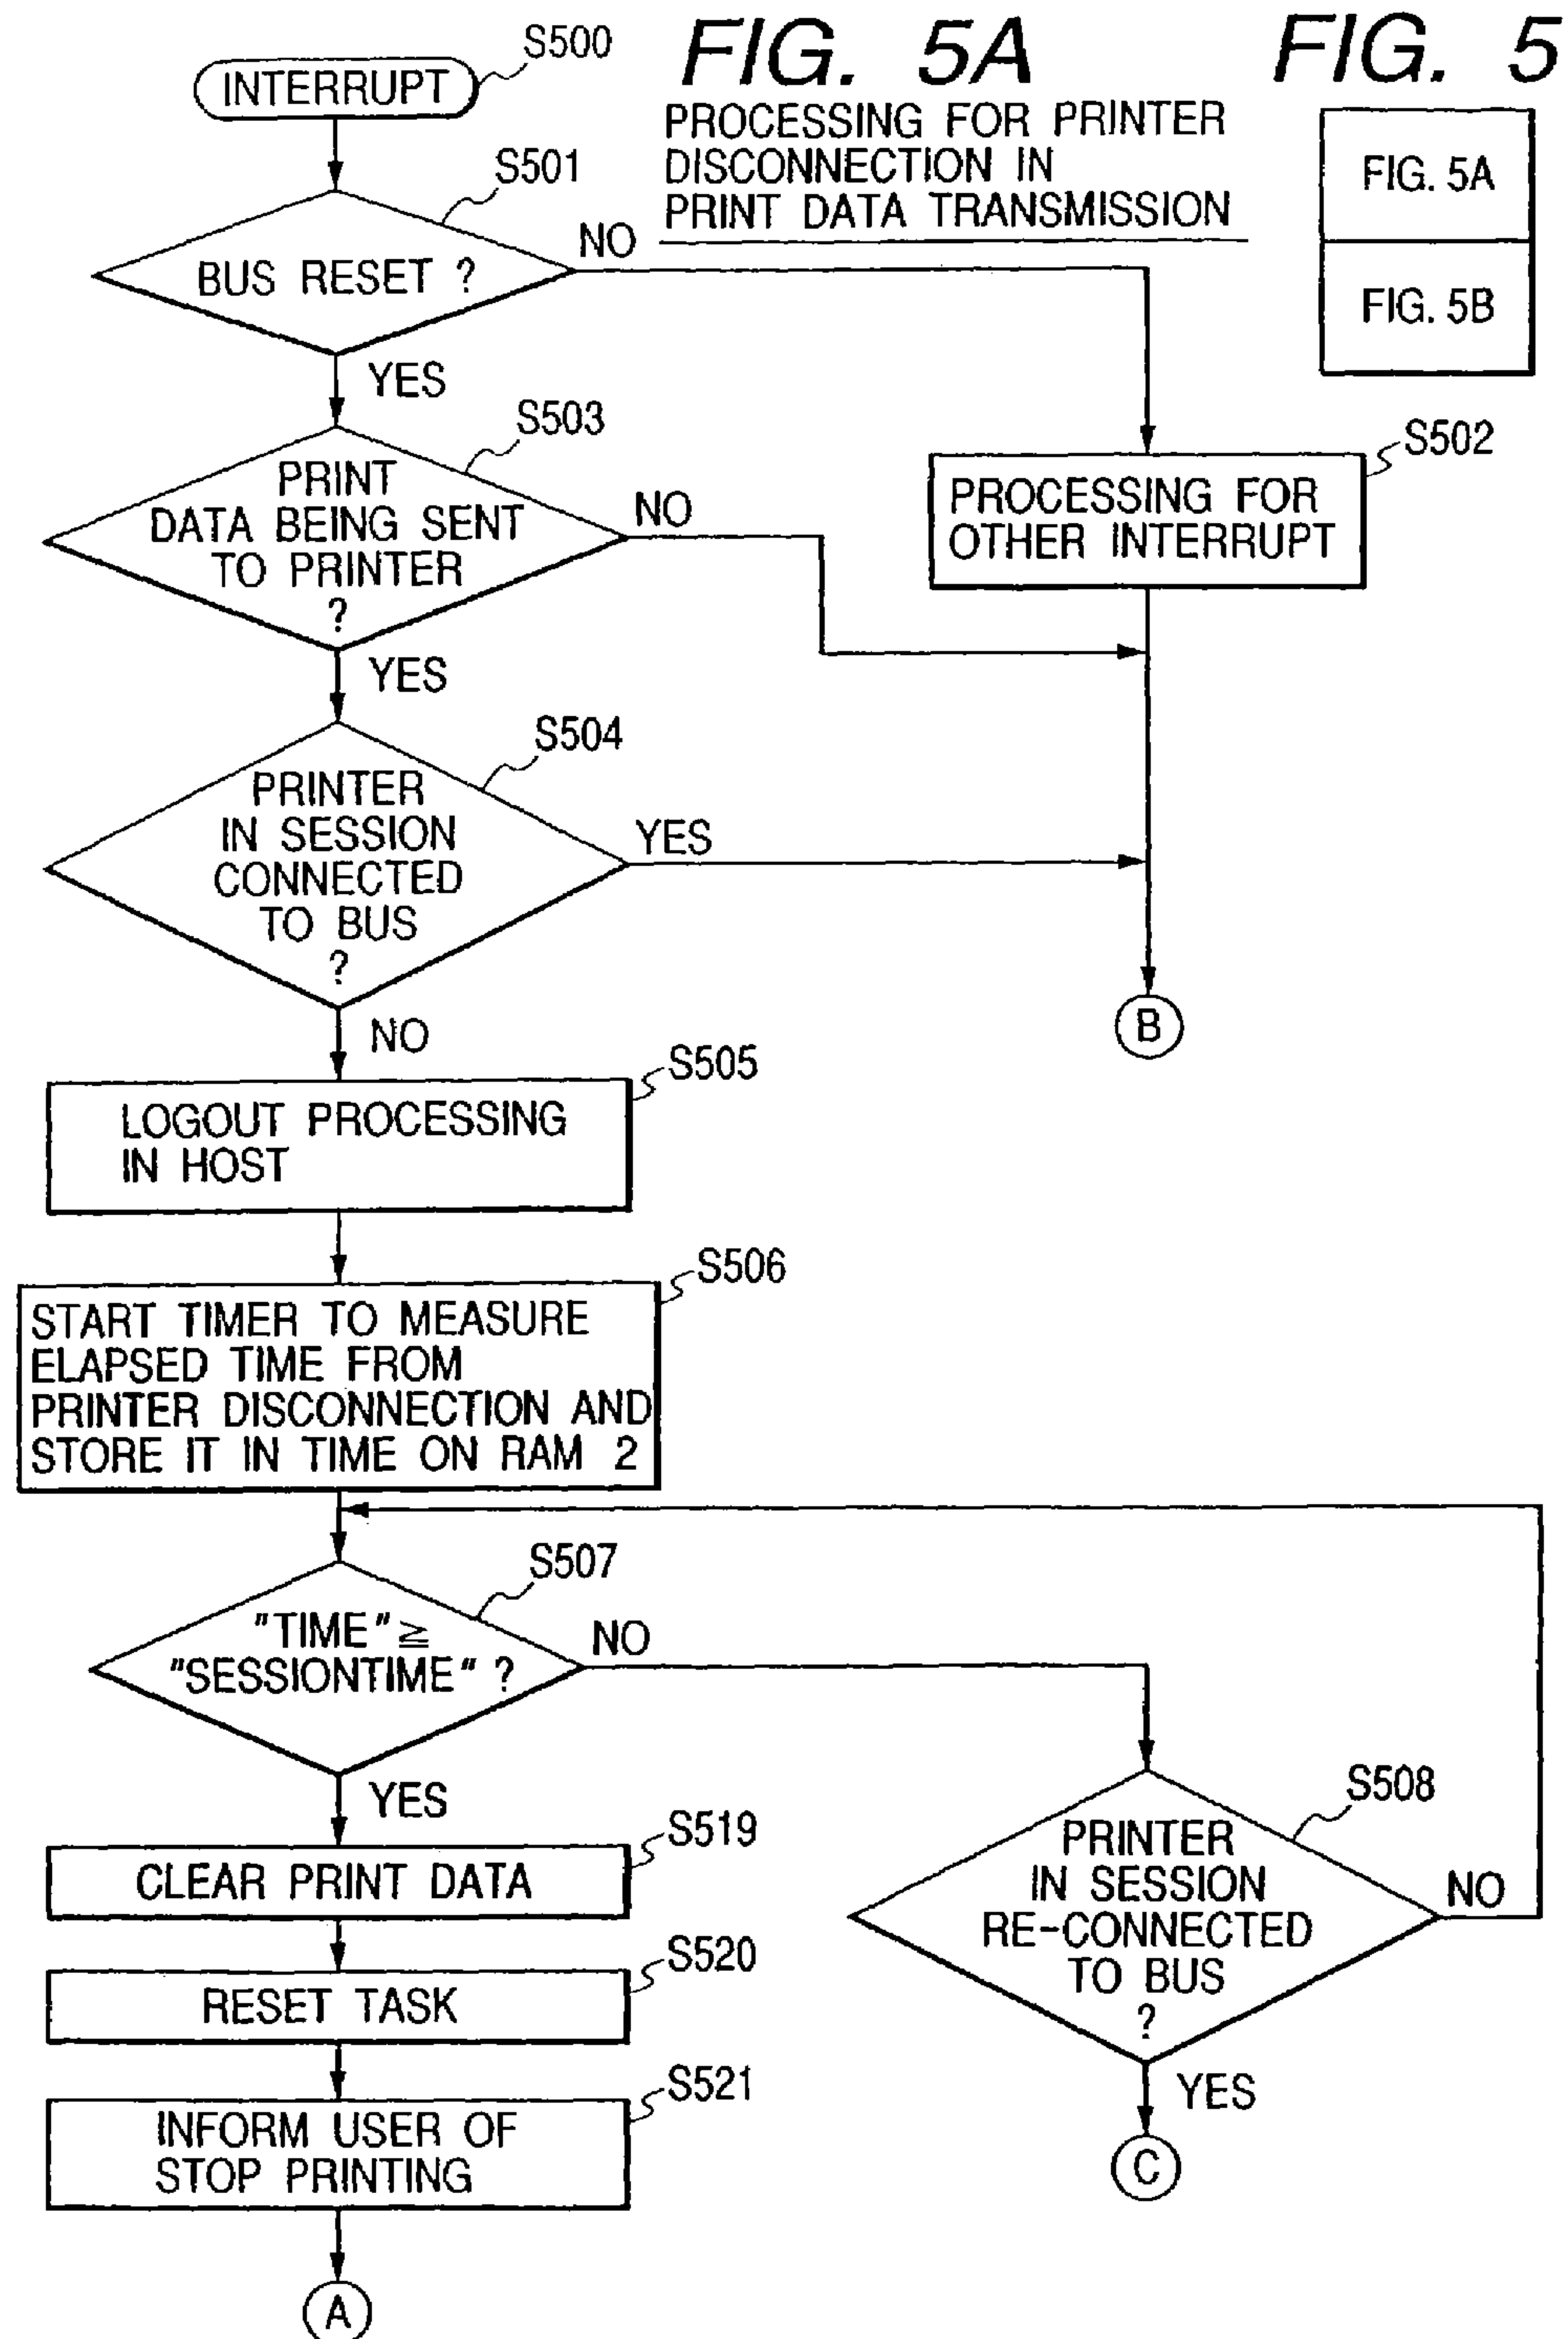 FIG. 5A
FIG. 5
PROCESSING FOR PRINTER
DISCONNECTION IN
PRINT DATA TRANSMISSION
FIG. 5A
FIG. 5B
S500
INTERRUPT
S501
BUS RESET ?
NO
YES
S502
PROCESSING FOR
OTHER INTERRUPT
S503
PRINT
DATA BEING SENT
TO PRINTER
?
NO
YES
S504
PRINTER
IN SESSION
CONNECTED
TO BUS
?
YES
NO
B
S505
LOGOUT PROCESSING
IN HOST
S506
START TIMER TO MEASURE
ELAPSED TIME FROM
PRINTER DISCONNECTION AND
STORE IT IN TIME ON RAM 2
S507
"TIME" ≧
"SESSIONTIME" ?
NO
YES
S508
PRINTER
IN SESSION
RE-CONNECTED
TO BUS
?
NO
YES
C
S519
CLEAR PRINT DATA
S520
RESET TASK
S521
INFORM USER OF
STOP PRINTING
A